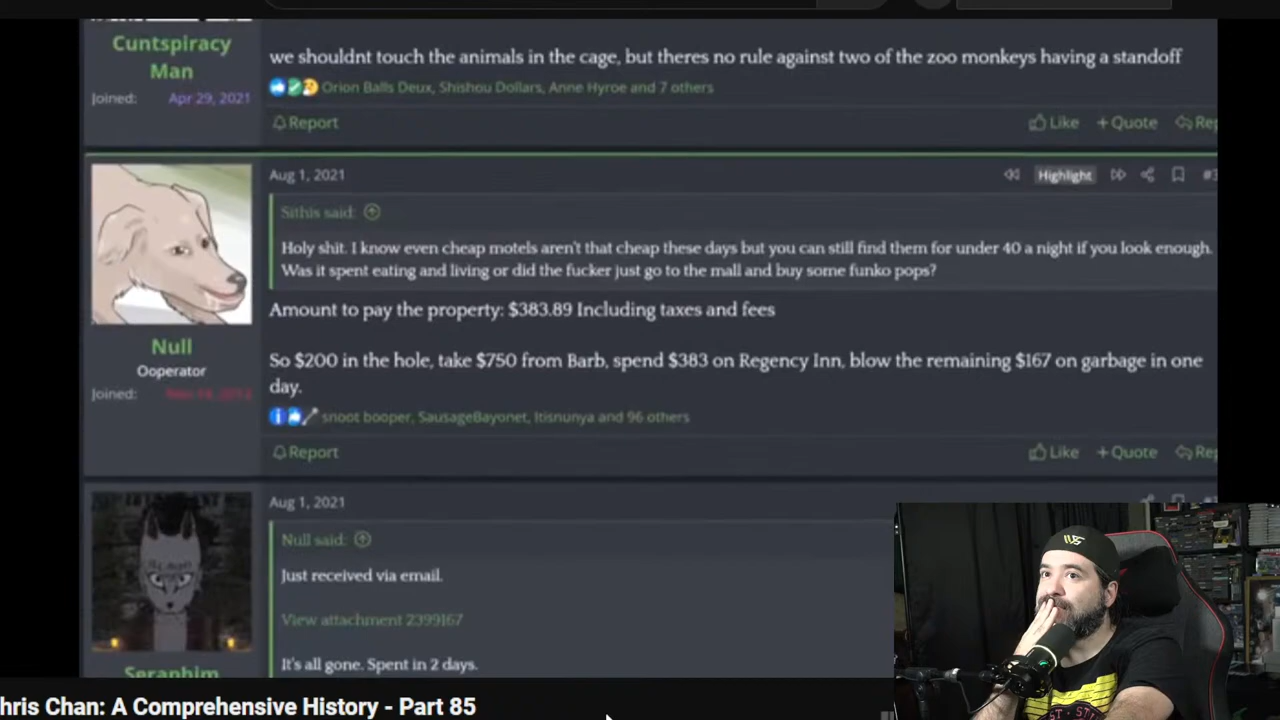 Cuntspiracy
Man
Joined: Apr 29, 2021
we shouldnt touch the animals in the cage, but theres no rule against two of the zoo monkeys having a standoff
Orion Balls Deux, Shishou Dollars, Anne Hyroe and 7 others
Report Like + Quote Rep
Aug 1, 2021 Highlight
Sithis said:
Holy shit. I know even cheap motels aren't that cheap these days but you can still find them for under 40 a night if you look enough.
Was it spent eating and living or did the fucker just go to the mall and buy some funko pops?
Null
Ooperator
Joined:
Amount to pay the property: $383.89 Including taxes and fees
So $200 in the hole, take $750 from Barb, spend $383 on Regency Inn, blow the remaining $167 on garbage in one
day.
snoot booper, SausageBayonet, Itisnunya and 96 others
Report Like + Quote Rep
Aug 1, 2021
Null said:
Just received via email.
View attachment 2399167
It's all gone. Spent in 2 days.
Seraphim
hris Chan: A Comprehensive History - Part 85